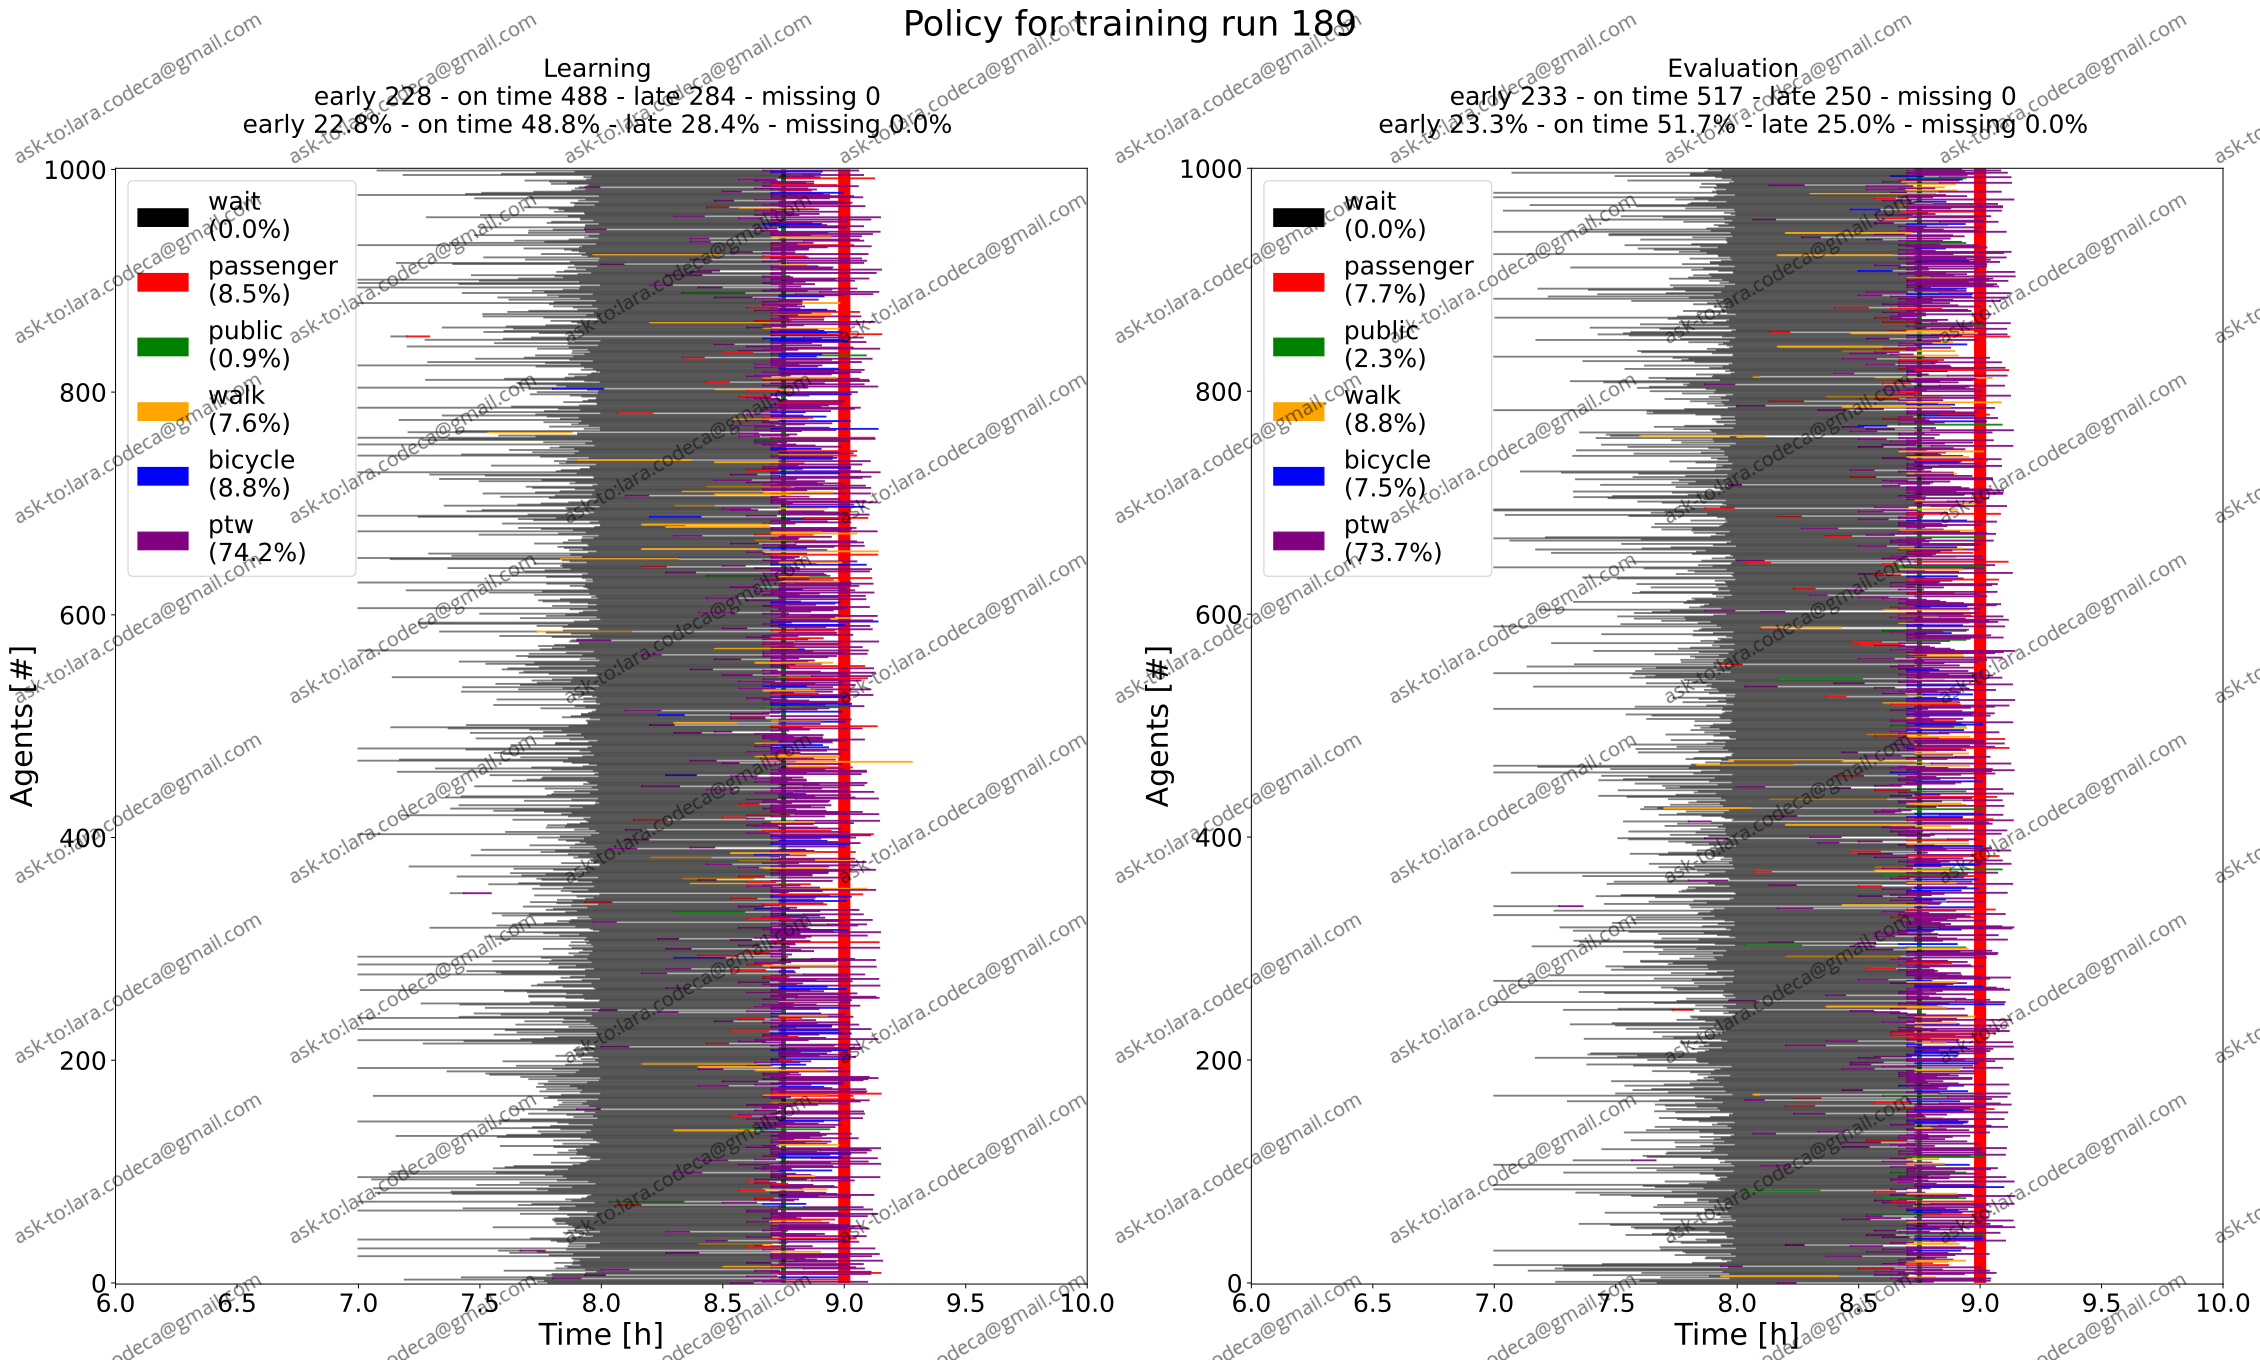 Policy for training run 189
Learning
early 228 - on time 488 - late 284 - missing 0
early 22.8% - on time 48.8% - late 28.4% - missing 0.0%
1000
800
600
400
200
0
Agents [#]
wait
(0.0%)
passenger
(8.5%)
public
(0.9%)
walk
(7.6%)
bicycle
(8.8%)
ptw
(74.2%)
6.0 6.5 7.0 7.5 8.0 8.5 9.0 9.5 10.0
Time [h]
Evaluation
early 233 - on time 517 - late 250 - missing 0
early 23.3% - on time 51.7% - late 25.0% - missing 0.0%
1000
800
600
400
200
0
Agents [#]
wait
(0.0%)
passenger
(7.7%)
public
(2.3%)
walk
(8.8%)
bicycle
(7.5%)
ptw
(73.7%)
6.0 6.5 7.0 7.5 8.0 8.5 9.0 9.5 10.0
Time [h]
ask-to:lara.codeca@gmail.com